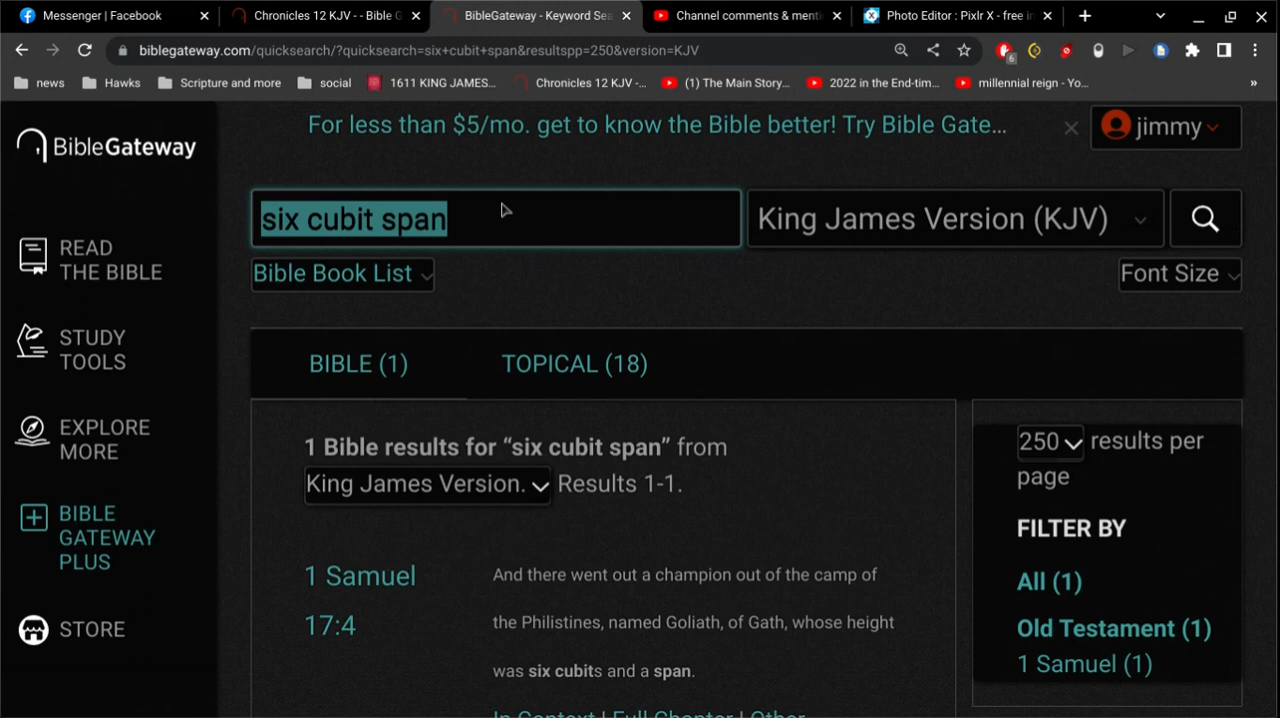 Messenger | Facebook
Chronicles 12 KJV - - Bible G
BibleGateway - Keyword Sea
Channel comments & menti
Photo Editor : Pixlr X - free i
biblegateway.com/quicksearch/?quicksearch=six+cubit+span&resultspp=250&version=KJV
6
news
Hawks
Scripture and more
social
1611 KING JAMES...
Chronicles 12 KJV -...
(1) The Main Story...
2022 in the End-tim...
millennial reign - Yo...
»
BibleGateway
For less than $5/mo. get to know the Bible better! Try Bible Gate...
jimmy
six cubit span
King James Version (KJV)
Bible Book List
Font Size
READ
THE BIBLE
STUDY
TOOLS
EXPLORE
MORE
BIBLE
GATEWAY
PLUS
STORE
BIBLE (1)
TOPICAL (18)
1 Bible results for “six cubit span” from
King James Version. Results 1-1.
1 Samuel
17:4
And there went out a champion out of the camp of
the Philistines, named Goliath, of Gath, whose height
was six cubits and a span.
In Context | Full Chapter | Other
250 results per
page
FILTER BY
All (1)
Old Testament (1)
1 Samuel (1)